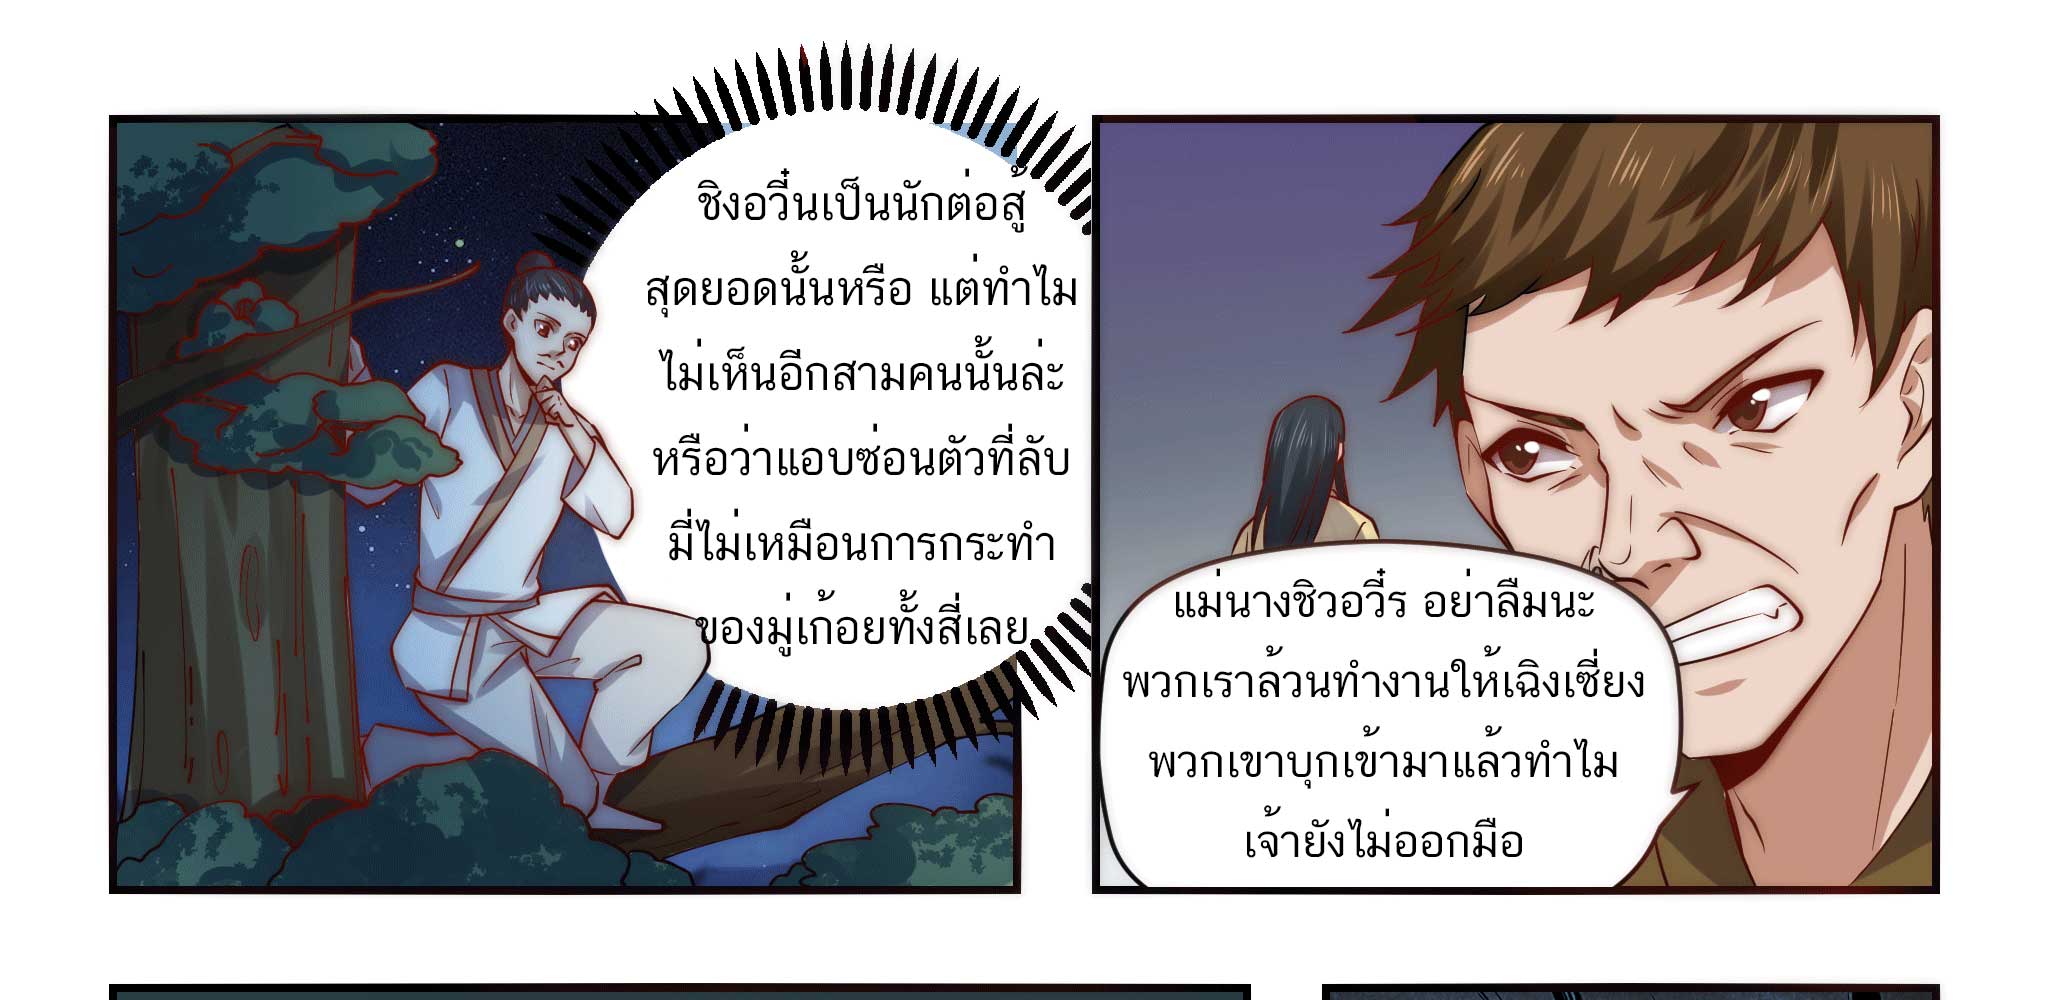 ชิงอวี๋นเป็นนักต่อสู้
สุดยอดนั้นหรือ แต่ทำไม
ไม่เห็นอีกสามคนนั้นล่ะ
หรือว่าแอบซ่อนตัวที่ลับ
มี่ไม่เหมือนการกระทำ
ของมู่เก้อยทั้งสี่เลย
แม่นางชิวอวี๋ร อย่าลืมนะ
พวกเราล้วนทำงานให้เฉิงเซี่ยง
พวกเขาบุกเข้ามาแล้วทำไม
เจ้ายังไม่ออกมือ